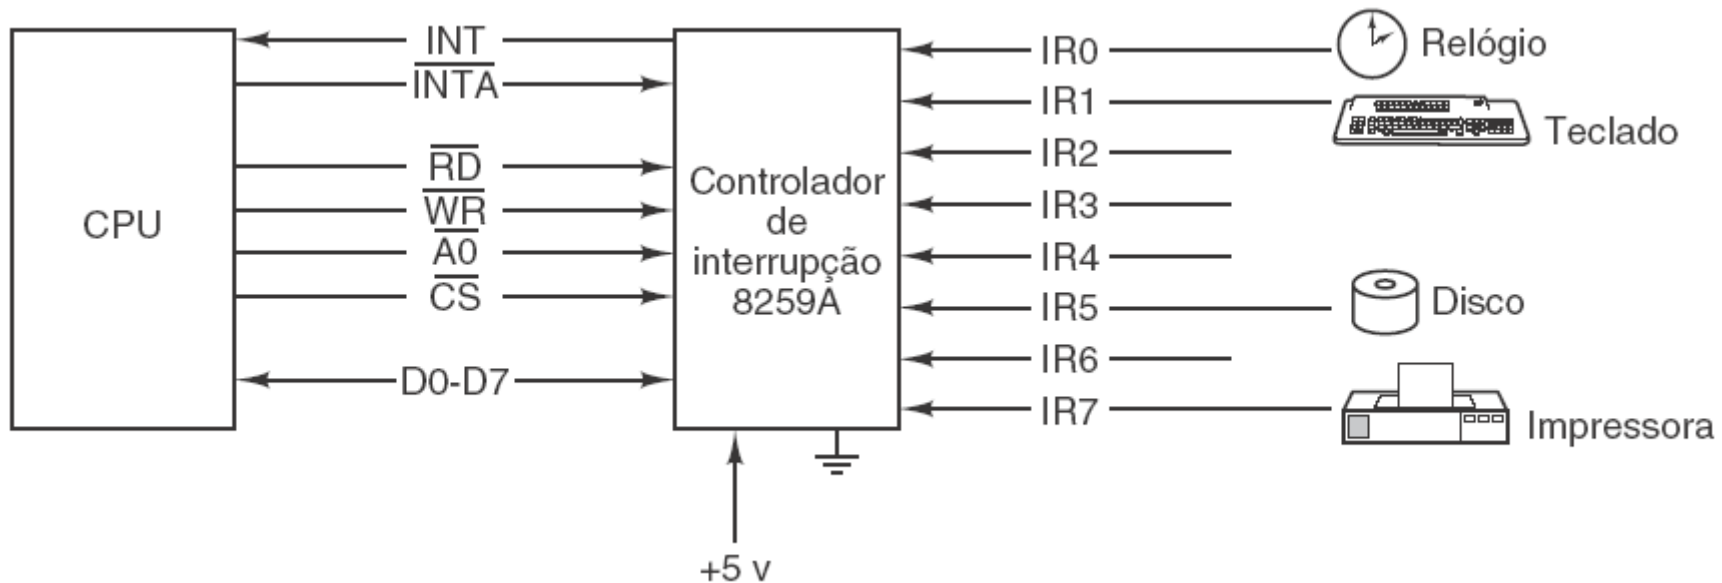 CPU
INT
INTA
RD
WR
A0
CS
D0-D7
Controlador
de
interrupção
8259A
+5 v
IR0
IR1
IR2
IR3
IR4
IR5
IR6
IR7
Relógio
Teclado
Disco
Impressora